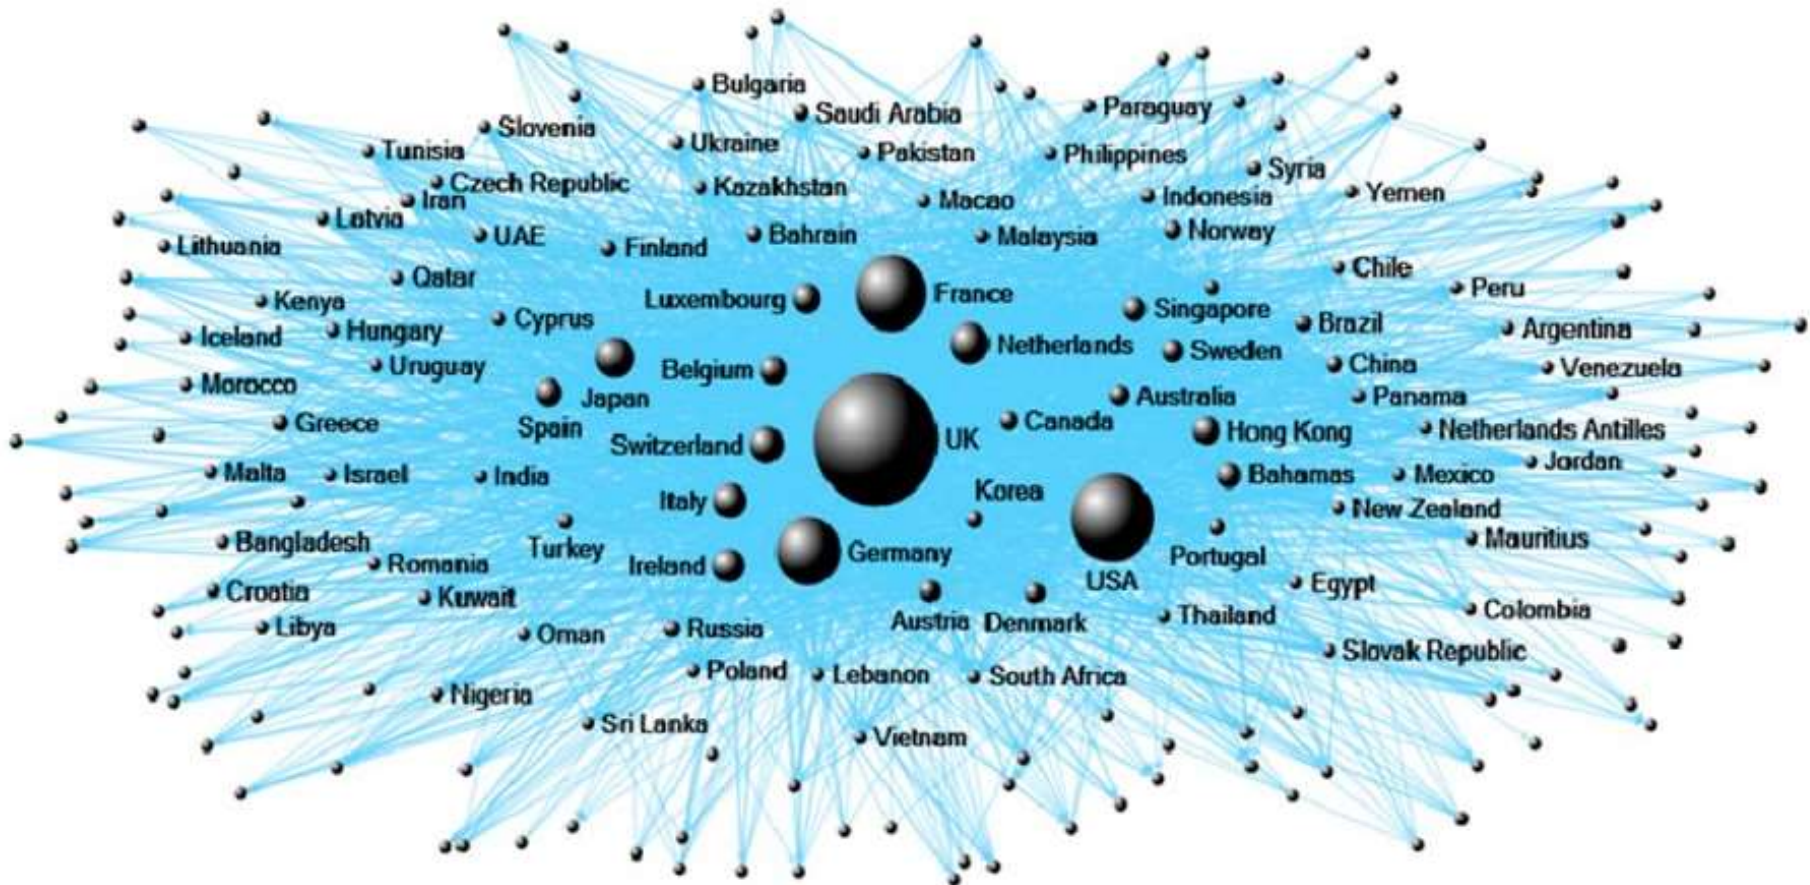 Bulgaria
Saudi Arabia
Paraguay
Slovenia
Ukraine
Tunisia
Pakistan
Philippines
Syria
Czech Republic
Kazakhstan
Iran
Macao
Indonesia
Yemen
Latvia
Lithuania
UAE
Finland
Bahrain
Malaysia
Norway
Qatar
Chile
Kenya
Luxembourg
France
Peru
Iceland
Hungary
Cyprus
Singapore
Brazil
Argentina
Uruguay
Belgium
Netherlands
Sweden
China
Venezuela
Morocco
Japan
Australia
Panama
Greece
Spain
Switzerland
UK
Canada
Hong Kong
Netherlands Antilles
Malta
Israel
India
Italy
Korea
Bahamas
Mexico
Jordan
New Zealand
Bangladesh
Turkey
Germany
Portugal
Mauritius
Romania
Ireland
USA
Croatia
Kuwait
Egypt
Libya
Oman
Russia
Austria
Denmark
Thailand
Colombia
Poland
Lebanon
South Africa
Slovak Republic
Nigeria
Sri Lanka
Vietnam